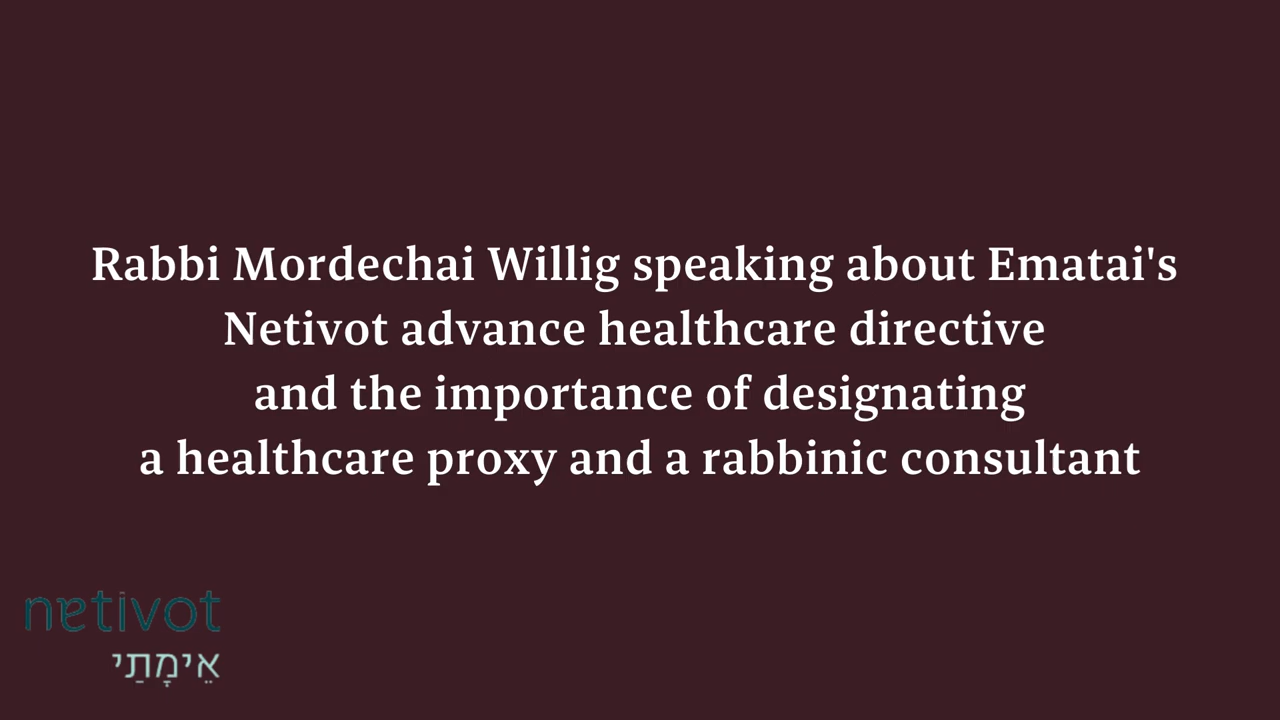 Rabbi Mordechai Willig speaking about Ematai's
Netivot advance healthcare directive
and the importance of designating
a healthcare proxy and a rabbinic consultant
netivot
אֵימָתַי